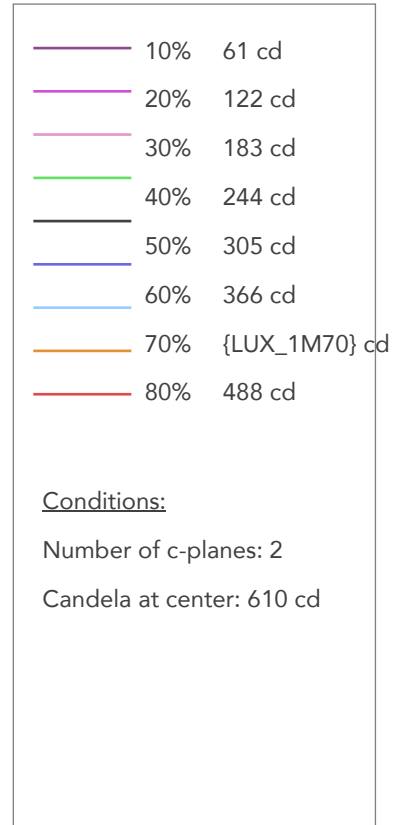 10% 61 cd
20% 122 cd
30% 183 cd
40% 244 cd
50% 305 cd
60% 366 cd
70% {LUX_1M70} cd
80% 488 cd
Conditions:
Number of c-planes: 2
Candela at center: 610 cd